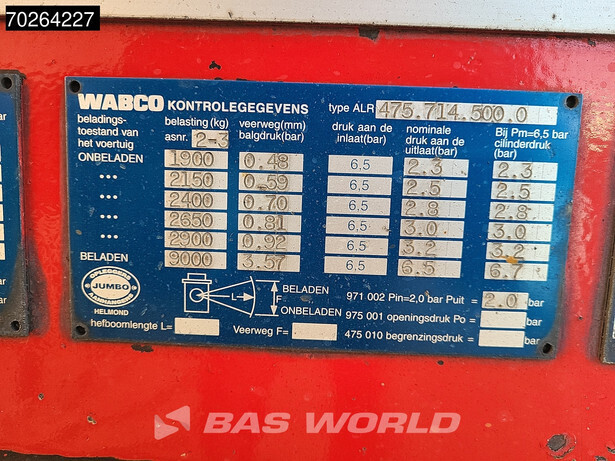 70264227
WABCO KONTROLEGEGEVENS type ALR 475.714.500.0
beladings-
toestand van
het voertuig
belasting (kg)
asnr. 2-3
veerweg(mm)
balgdruk(bar)
druk aan de
inlaat(bar)
nominale
druk aan de
uitlaat(bar)
Bij Pm=6,5 bar
cilinderdruk
(bar)
ONBELADEN 1900 0.48 6.5 2.3 2.3
... 2150 0.59 6.5 2.5 2.5
... 2400 0.70 6.5 2.8 2.8
... 2650 0.81 6.5 3.0 3.0
... 2900 0.92 6.5 3.2 3.2
BELADEN 9000 3.57 6.5 6.5 6.7
OPLEGGERS
JUMBO
AANHANGERS
HELMOND
L
F
BELADEN
ONBELADEN
971 002 Pin=2,0 bar Puit = 2.0 bar
975 001 openingsdruk Po = bar
hefboomlengte L= Veerweg F= 475 010 begrenzingsdruk = bar
BAS WORLD